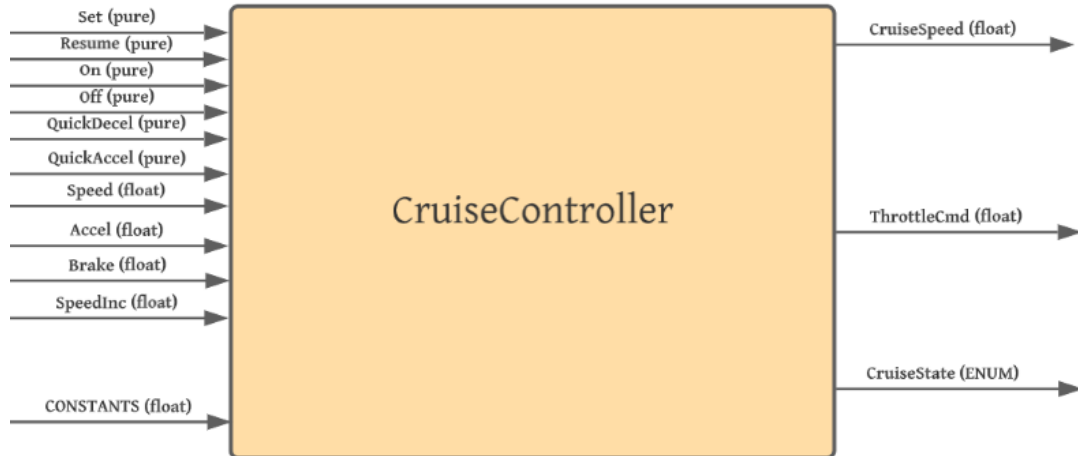 Set (pure)
Resume (pure)
On (pure)
Off (pure)
QuickDecel (pure)
QuickAccel (pure)
Speed (float)
Accel (float)
Brake (float)
SpeedInc (float)
CONSTANTS (float)
CruiseController
CruiseSpeed (float)
ThrottleCmd (float)
CruiseState (ENUM)